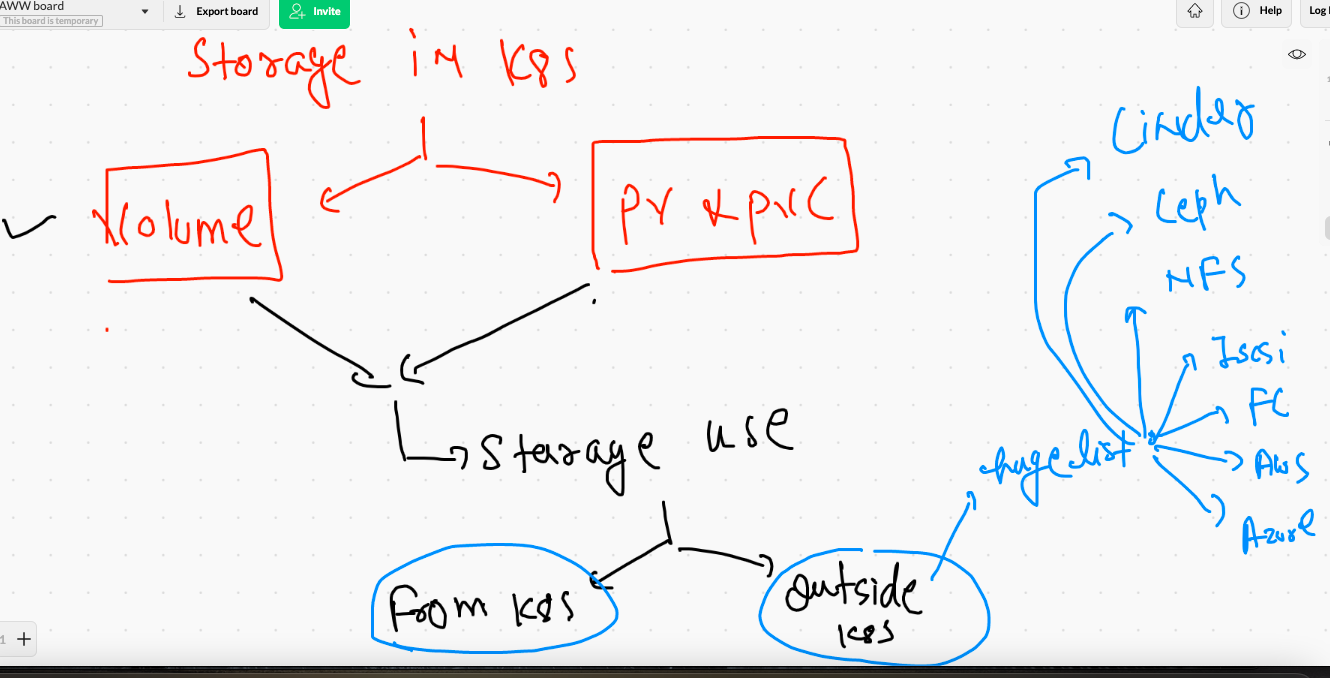 AWW board
This board is temporary
Export board
Invite
Help
Log
Storage in K8S
Volume
PV & PVC
Storage use
From K8S
Outside
K8S
huge list
Cinder
Ceph
NFS
Iscsi
FC
AWS
Azure
1 +